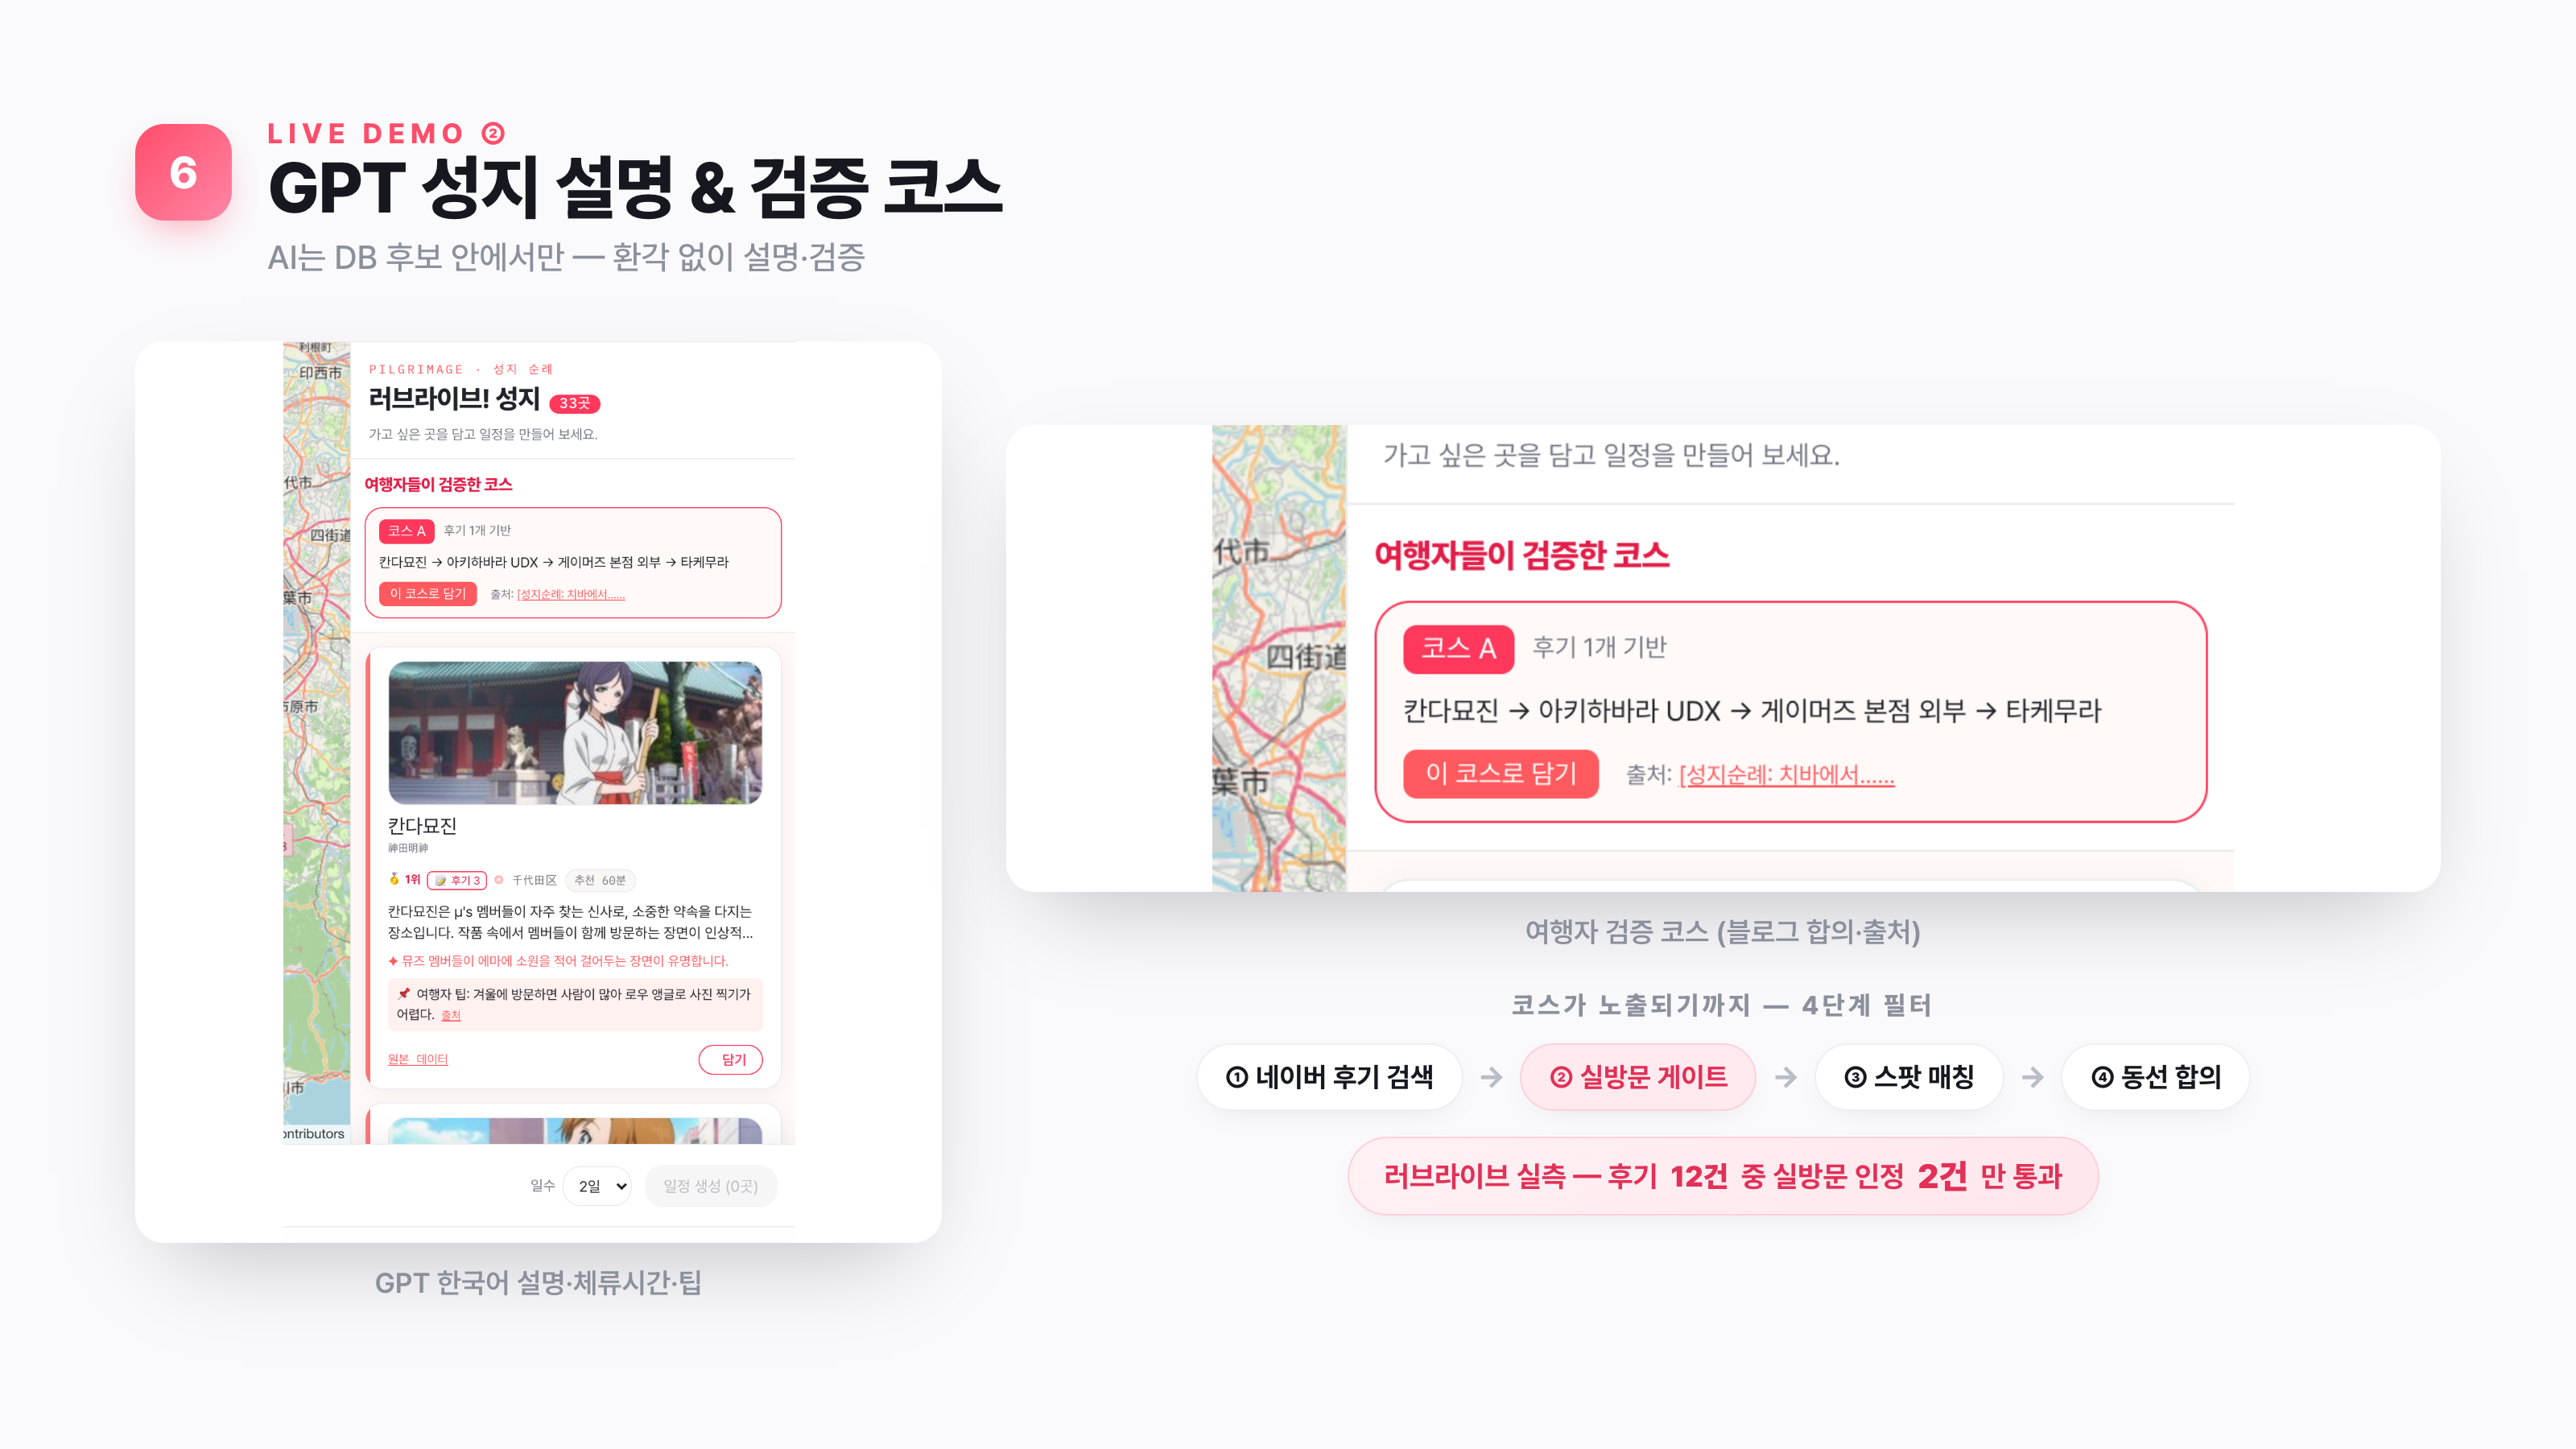 6
LIVE DEMO ②
GPT 성지 설명 & 검증 코스
AI는 DB 후보 안에서만 — 환각 없이 설명·검증
利根町
印西市
代市
四街道
葉市
市原市
川市
ontributors
PILGRIMAGE · 성지 순례
러브라이브! 성지 33곳
가고 싶은 곳을 담고 일정을 만들어 보세요.
여행자들이 검증한 코스
코스 A 후기 1개 기반
칸다묘진 → 아키하바라 UDX → 게이머즈 본점 외부 → 타케무라
이 코스로 담기 출처: [성지순례: 치바에서......
칸다묘진
神田明神
1위 후기 3 千代田区 추천 60분
칸다묘진은 μ's 멤버들이 자주 찾는 신사로, 소중한 약속을 다지는
장소입니다. 작품 속에서 멤버들이 함께 방문하는 장면이 인상적...
✦ 뮤즈 멤버들이 에마에 소원을 적어 걸어두는 장면이 유명합니다.
여행자 팁: 겨울에 방문하면 사람이 많아 로우 앵글로 사진 찍기가
어렵다. 출처
원본 데이터 담기
일수 2일 일정 생성 (0곳)
GPT 한국어 설명·체류시간·팁
代市
四街道
葉市
가고 싶은 곳을 담고 일정을 만들어 보세요.
여행자들이 검증한 코스
코스 A 후기 1개 기반
칸다묘진 → 아키하바라 UDX → 게이머즈 본점 외부 → 타케무라
이 코스로 담기 출처: [성지순례: 치바에서......
여행자 검증 코스 (블로그 합의·출처)
코스가 노출되기까지 — 4단계 필터
① 네이버 후기 검색 → ② 실방문 게이트 → ③ 스팟 매칭 → ④ 동선 합의
러브라이브 실측 — 후기 12건 중 실방문 인정 2건 만 통과